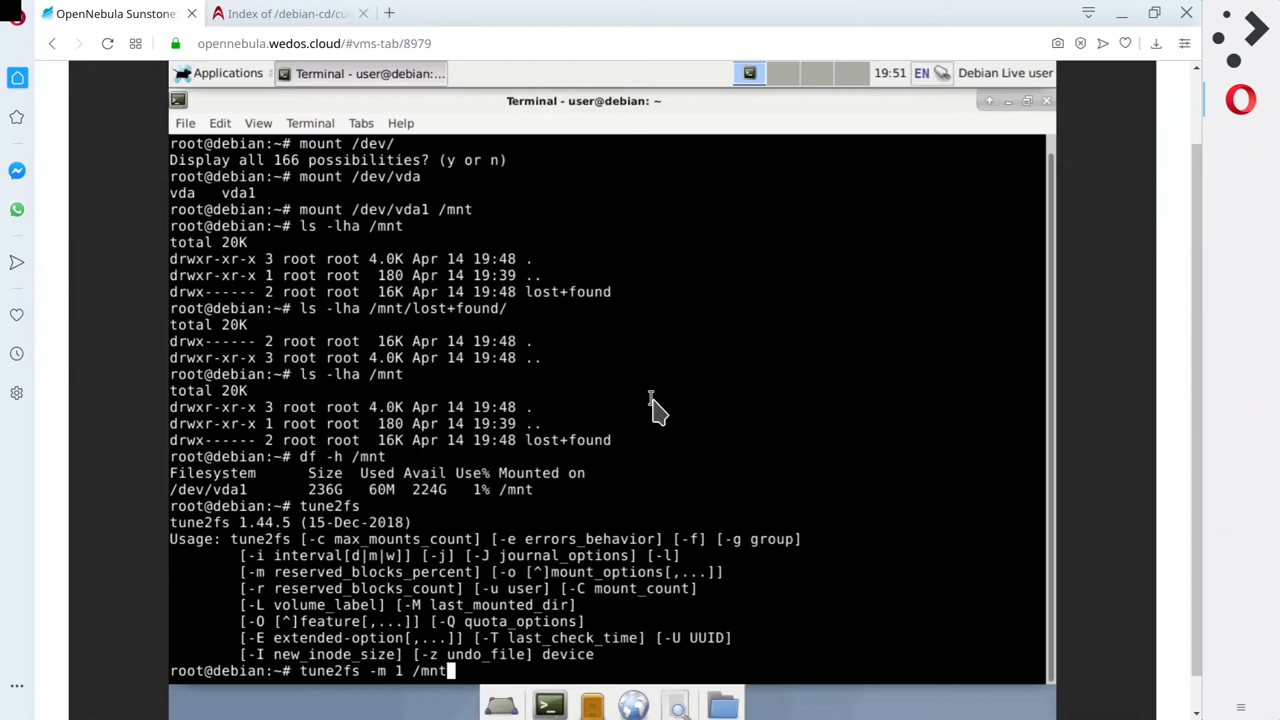 OpenNebula Sunstone:
Index of /debian-cd/cu
opennebula.wedos.cloud/#vms-tab/8979
Applications
Terminal - user@debian:...
19:51
EN
Debian Live user
Terminal - user@debian: ~
File Edit View Terminal Tabs Help
root@debian:~# mount /dev/
Display all 166 possibilities? (y or n)
root@debian:~# mount /dev/vda
vda vda1
root@debian:~# mount /dev/vda1 /mnt
root@debian:~# ls -lha /mnt
total 20K
drwxr-xr-x 3 root root 4.0K Apr 14 19:48 .
drwxr-xr-x 1 root root 180 Apr 14 19:39 ..
drwx------ 2 root root 16K Apr 14 19:48 lost+found
root@debian:~# ls -lha /mnt/lost+found/
total 20K
drwx------ 2 root root 16K Apr 14 19:48 .
drwxr-xr-x 3 root root 4.0K Apr 14 19:48 ..
root@debian:~# ls -lha /mnt
total 20K
drwxr-xr-x 3 root root 4.0K Apr 14 19:48 .
drwxr-xr-x 1 root root 180 Apr 14 19:39 ..
drwx------ 2 root root 16K Apr 14 19:48 lost+found
root@debian:~# df -h /mnt
Filesystem Size Used Avail Use% Mounted on
/dev/vda1 236G 60M 224G 1% /mnt
root@debian:~# tune2fs
tune2fs 1.44.5 (15-Dec-2018)
Usage: tune2fs [-c max_mounts_count] [-e errors_behavior] [-f] [-g group]
[-i interval[d|m|w]] [-j] [-J journal_options] [-l]
[-m reserved_blocks_percent] [-o [^]mount_options[,...]]
[-r reserved_blocks_count] [-u user] [-C mount_count]
[-L volume_label] [-M last_mounted_dir]
[-O [^]feature[,...]] [-Q quota_options]
[-E extended-option[,...]] [-T last_check_time] [-U UUID]
[-I new_inode_size] [-z undo_file] device
root@debian:~# tune2fs -m 1 /mnt